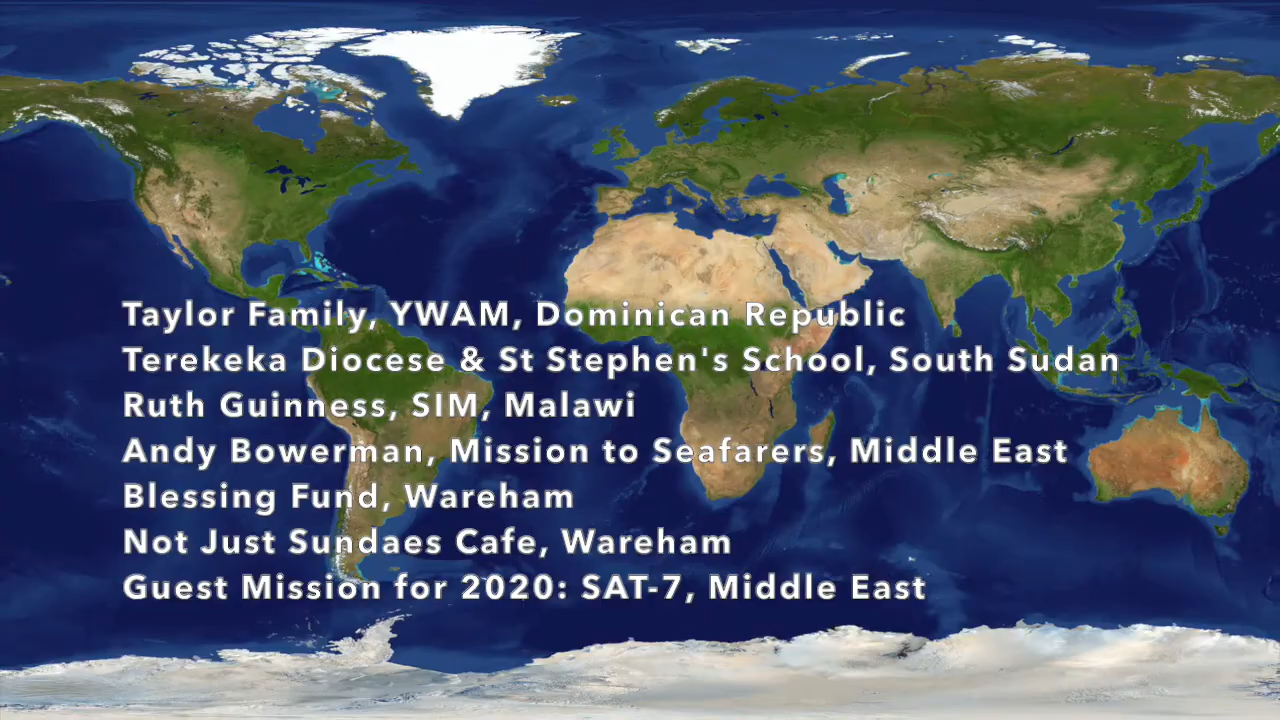 Taylor Family, YWAM, Dominican Republic
Terekeka Diocese & St Stephen's School, South Sudan
Ruth Guinness, SIM, Malawi
Andy Bowerman, Mission to Seafarers, Middle East
Blessing Fund, Wareham
Not Just Sundaes Cafe, Wareham
Guest Mission for 2020: SAT-7, Middle East